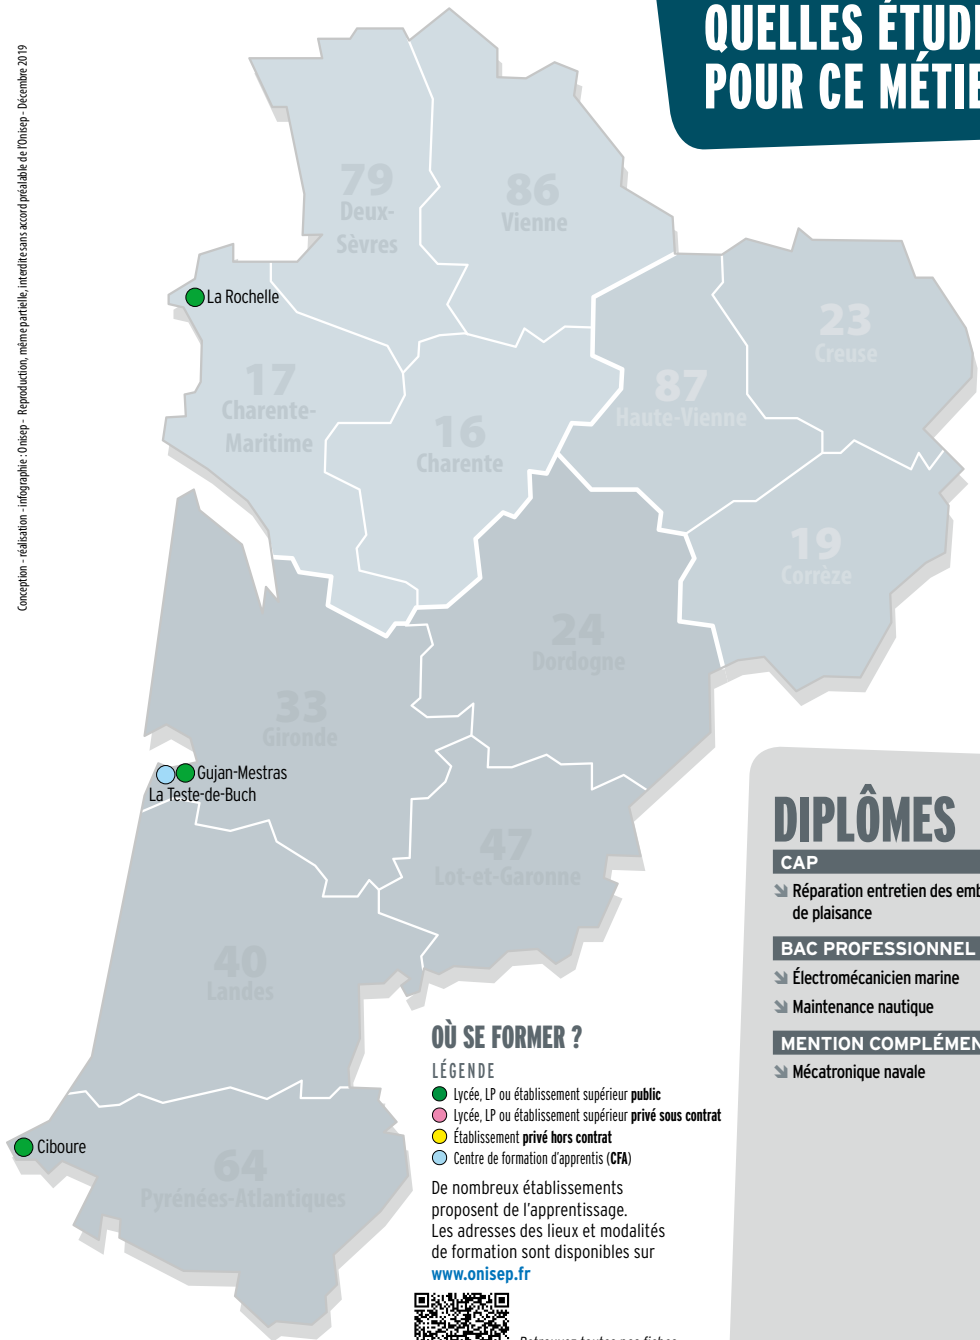 QUELLES ÉTUD
POUR CE MÉTIE
Conception - réalisation - infographie : Onisep - Reproduction, même partielle, interdite sans accord préalable de l'Onisep - Décembre 2019
79
Deux-
Sèvres
86
Vienne
La Rochelle
23
Creuse
17
Charente-
Maritime
87
Haute-Vienne
16
Charente
19
Corrèze
24
Dordogne
33
Gironde
Gujan-Mestras
La Teste-de-Buch
47
Lot-et-Garonne
40
Landes
Ciboure
64
Pyrénées-Atlantiques
OÙ SE FORMER ?
LÉGENDE
Lycée, LP ou établissement supérieur public
Lycée, LP ou établissement supérieur privé sous contrat
Établissement privé hors contrat
Centre de formation d'apprentis (CFA)
De nombreux établissements
proposent de l'apprentissage.
Les adresses des lieux et modalités
de formation sont disponibles sur
www.onisep.fr
DIPLÔMES
CAP
Réparation entretien des emb
de plaisance
BAC PROFESSIONNEL
Électromécanicien marine
Maintenance nautique
MENTION COMPLÉMEN
Mécatronique navale